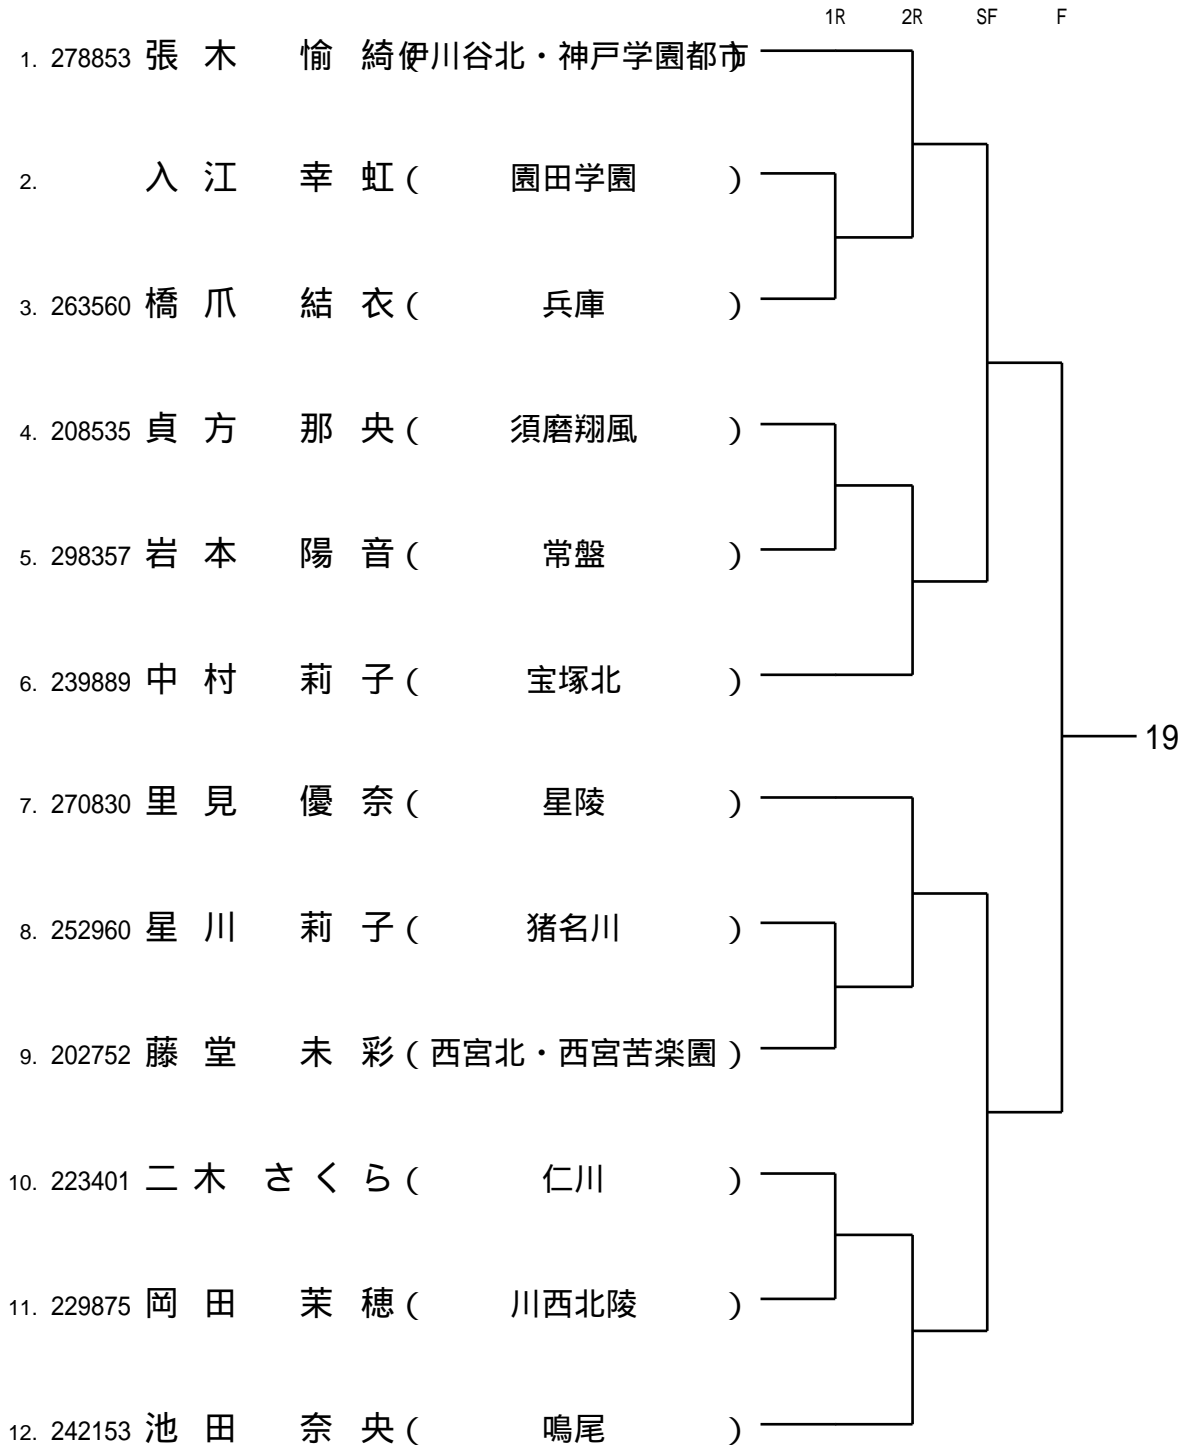 1R 2R SF F
1. 278853 張木 愉綺 (伊川谷北・神戸学園都市)
2. 入江 幸虹 ( 園田学園 )
3. 263560 橋爪 結衣 ( 兵庫 )
4. 208535 貞方 那央 ( 須磨翔風 )
5. 298357 岩本 陽音 ( 常盤 )
6. 239889 中村 莉子 ( 宝塚北 )
19
7. 270830 里見 優奈 ( 星陵 )
8. 252960 星川 莉子 ( 猪名川 )
9. 202752 藤堂 未彩 ( 西宮北・西宮苦楽園 )
10. 223401 二木 さくら ( 仁川 )
11. 229875 岡田 茉穂 ( 川西北陵 )
12. 242153 池田 奈央 ( 鳴尾 )